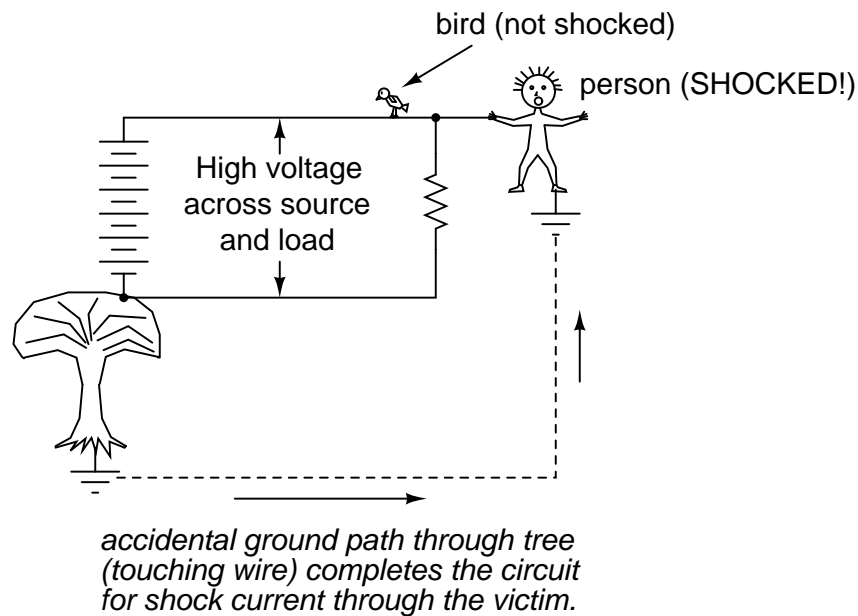 bird (not shocked)
person (SHOCKED!)
High voltage
across source
and load
accidental ground path through tree
(touching wire) completes the circuit
for shock current through the victim.